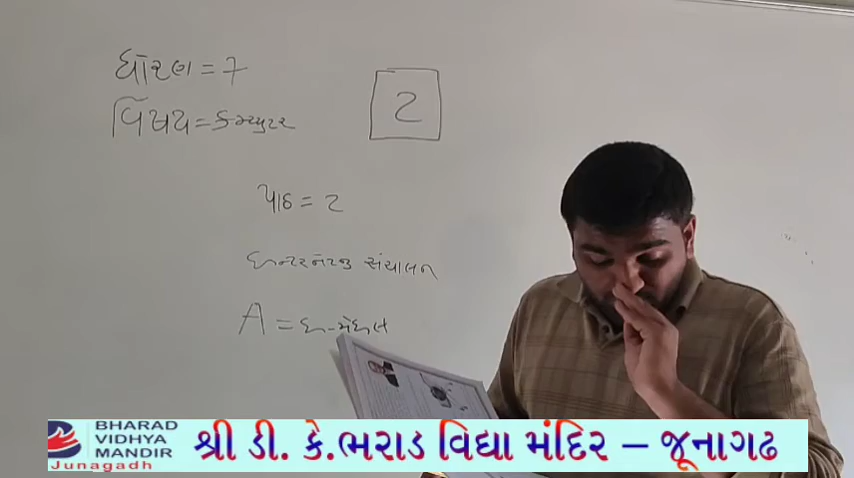 ધોરણ = 7
વિષય = કમ્પ્યુટર
2
પાઠ = 2
ઇન્ટરનેટનું સંચાલન
A = ઇ-મેઇલ
BHARAD
VIDHYA
MANDIR
Junagadh
શ્રી ડી. કે.ભરાડ વિદ્યા મંદિર – જૂનાગઢ